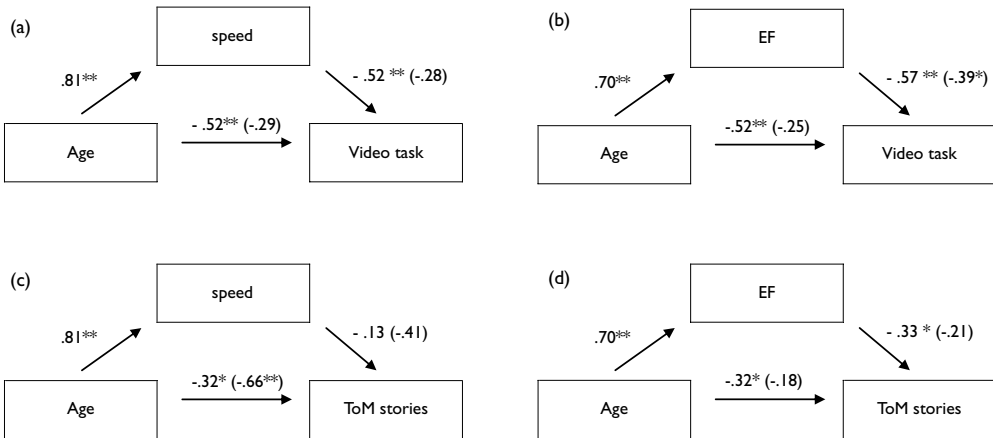 (a)
speed
.81**
- .52 ** (-.28)
- .52** (-.29)
Age
Video task
(b)
EF
.70**
- .57 ** (-.39*)
-.52** (-.25)
Age
Video task
(c)
speed
.81**
- .13 (-.41)
-.32* (-.66**)
Age
ToM stories
(d)
EF
.70**
- .33 * (-.21)
-.32* (-.18)
Age
ToM stories